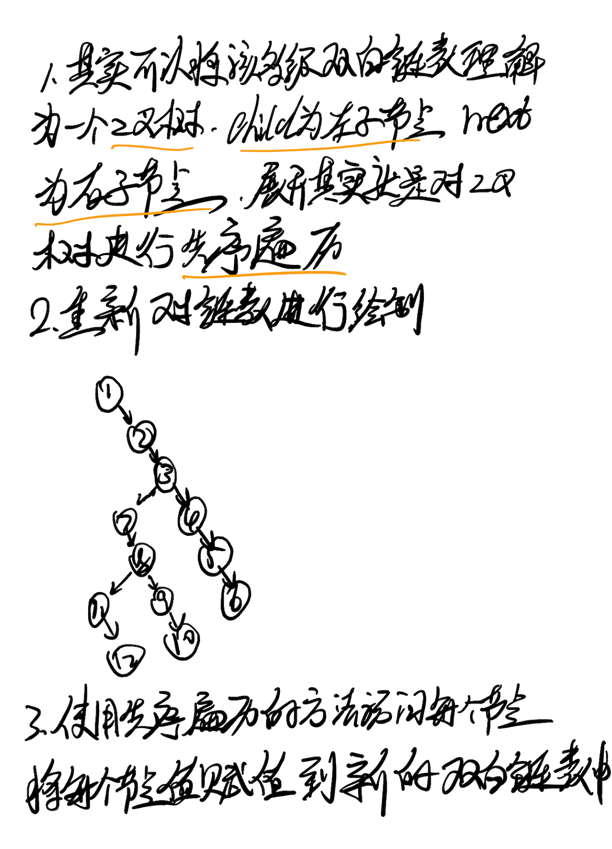 1. 其实可以将该多级双向链表理解
为一个二叉树. child为左子节点 next
为右子节点, 展开其实就是对二叉
树进行先序遍历
2. 重新对链表进行绘制
1
2
3
7 4
8 5
11 9 6
12 10
3. 使用先序遍历的方法访问每个节点
将每个节点值赋值到新的双向链表中